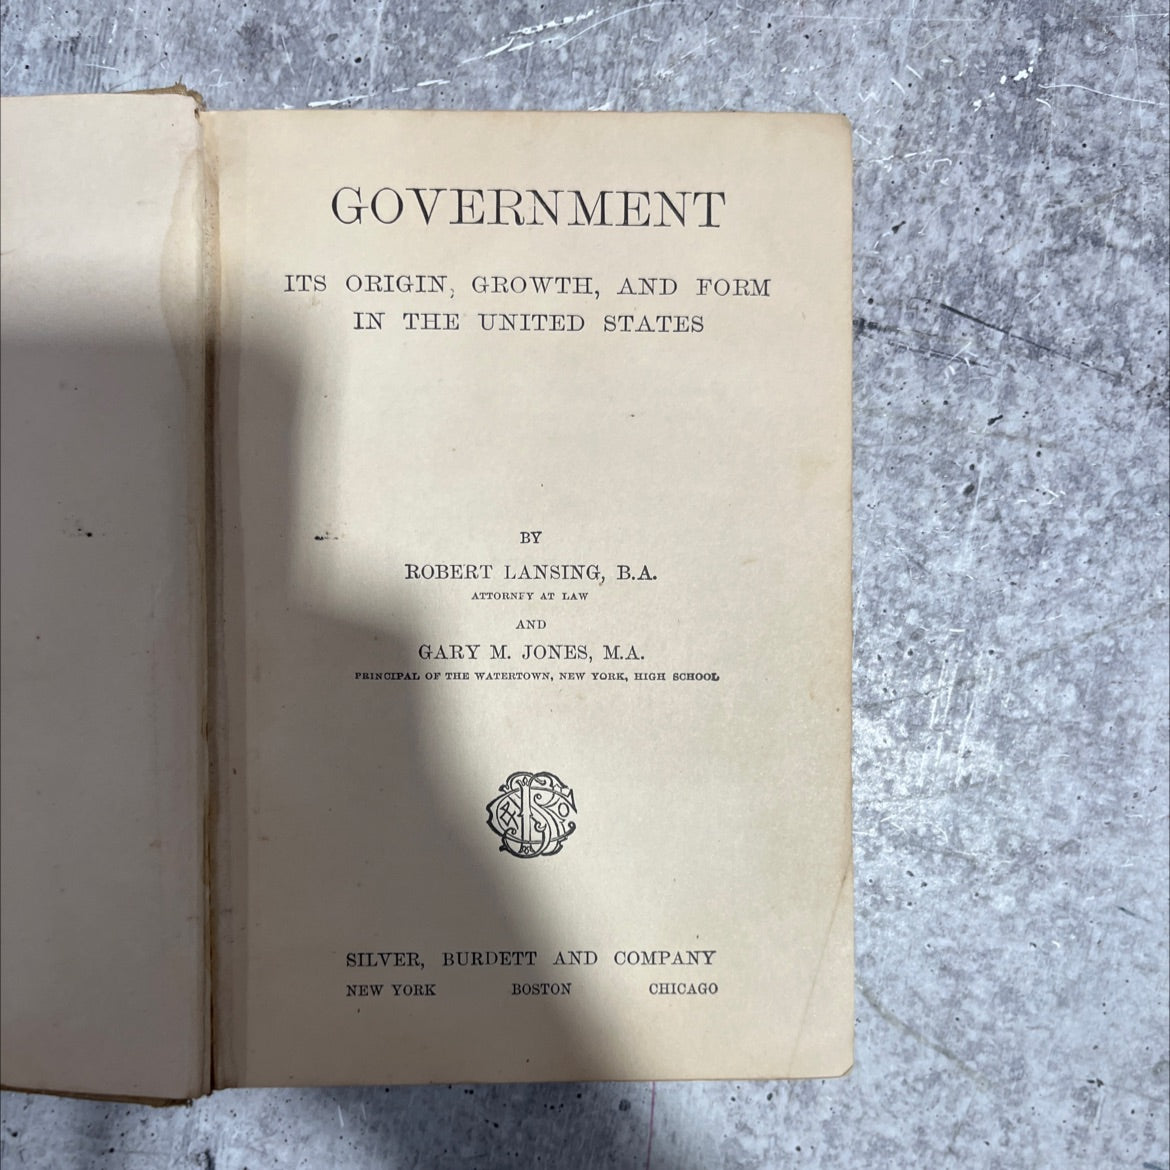 GOVERNMENT
ITS ORIGIN, GROWTH, AND FORM
IN THE UNITED STATES
BY
ROBERT LANSING, B.A.
ATTORNEY AT LAW
AND
GARY M. JONES, M.A.
PRINCIPAL OF THE WATERTOWN, NEW YORK, HIGH SCHOOL
SILVER, BURDETT AND COMPANY
NEW YORK BOSTON CHICAGO